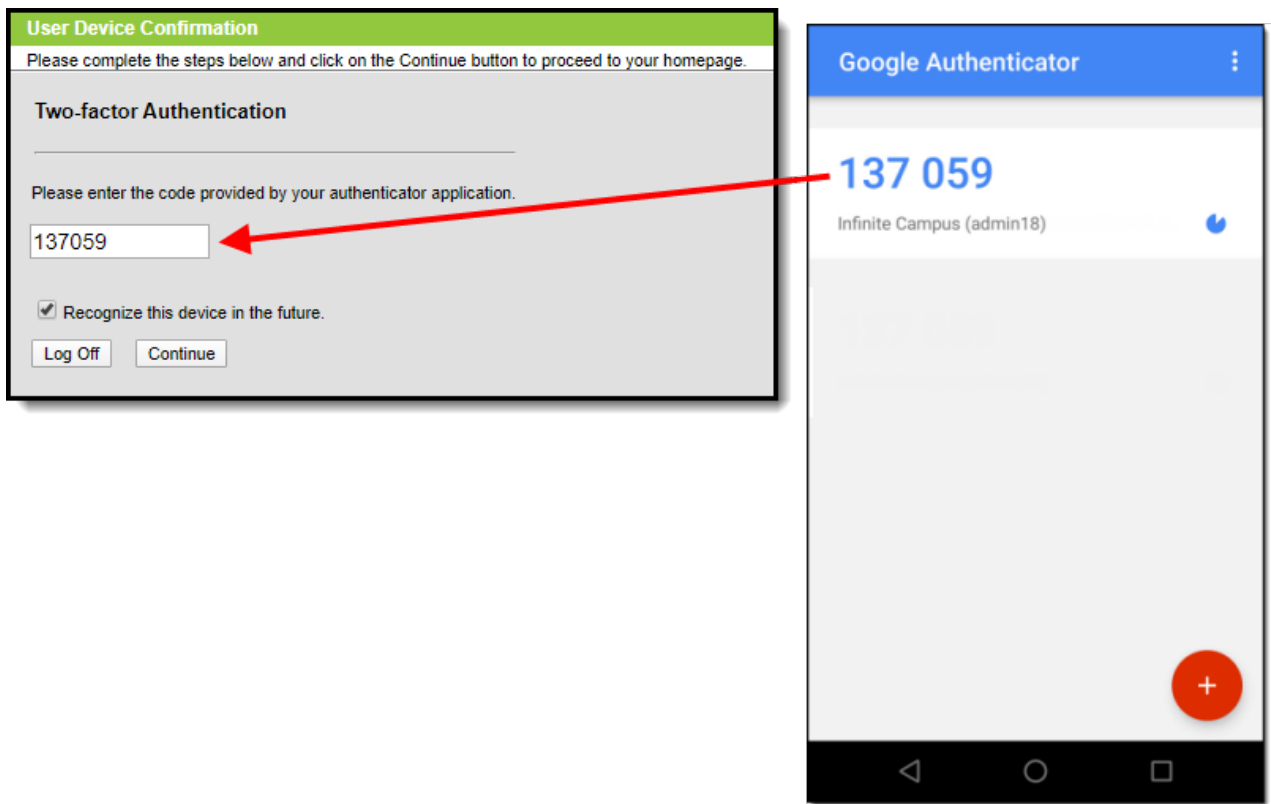 User Device Confirmation
Please complete the steps below and click on the Continue button to proceed to your homepage.
Two-factor Authentication
Please enter the code provided by your authenticator application.
137059
Recognize this device in the future.
Log Off
Continue
Google Authenticator
137 059
Infinite Campus (admin18)
+